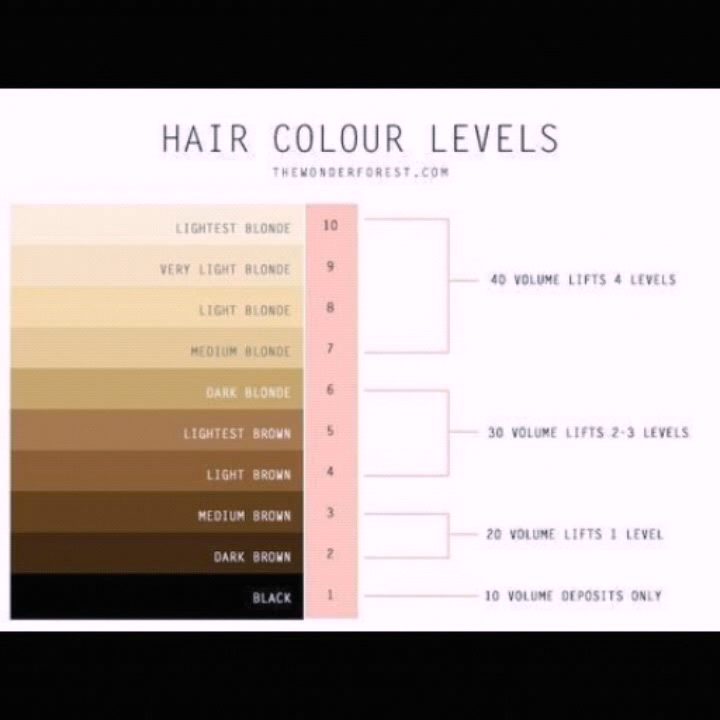 HAIR COLOUR LEVELS
THEWONDERFOREST.COM
LIGHTEST BLONDE 10
VERY LIGHT BLONDE 9
LIGHT BLONDE 8
MEDIUM BLONDE 7
DARK BLONDE 6
LIGHTEST BROWN 5
LIGHT BROWN 4
MEDIUM BROWN 3
DARK BROWN 2
BLACK 1
40 VOLUME LIFTS 4 LEVELS
30 VOLUME LIFTS 2-3 LEVELS
20 VOLUME LIFTS 1 LEVEL
10 VOLUME DEPOSITS ONLY